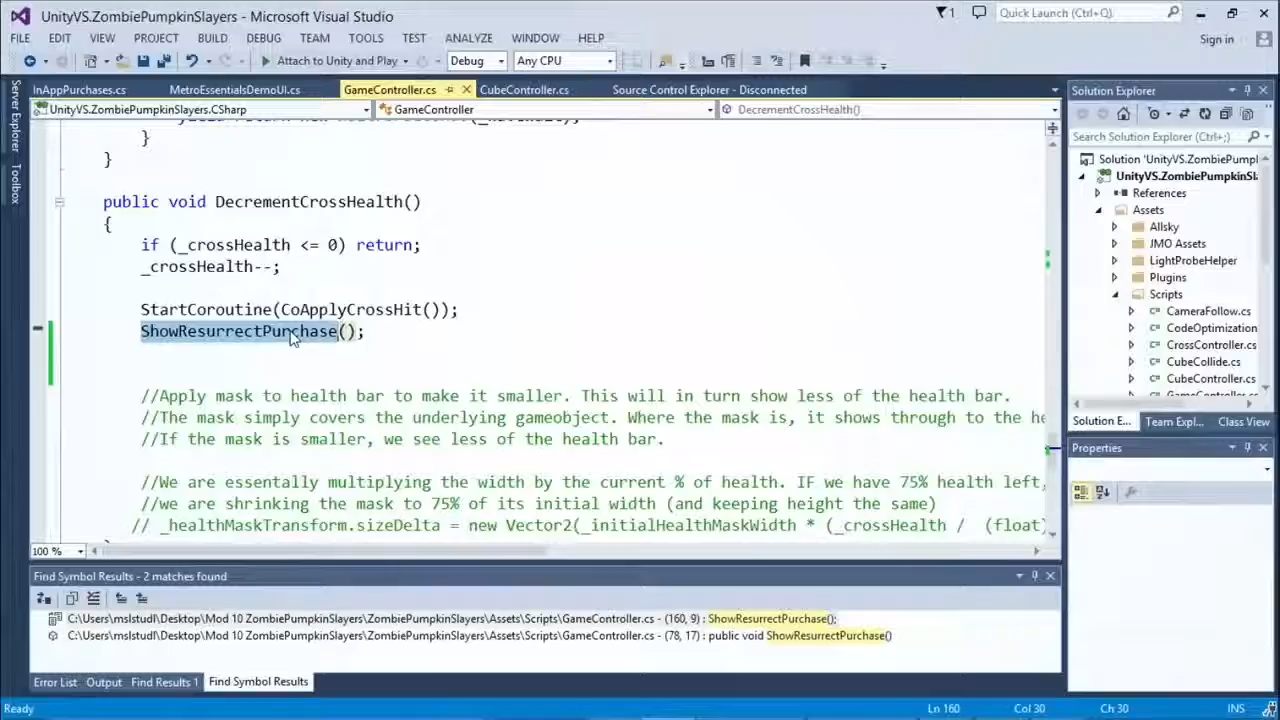 UnityVS.ZombiePumpkinSlayers - Microsoft Visual Studio
1
Quick Launch (Ctrl+Q)
FILE EDIT VIEW PROJECT BUILD DEBUG TEAM TOOLS TEST ANALYZE WINDOW HELP
Sign in
Attach to Unity and Play Debug Any CPU
Server Explorer
Toolbox
InAppPurchases.cs MetroEssentialsDemoUI.cs GameController.cs CubeController.cs Source Control Explorer - Disconnected
UnityVS.ZombiePumpkinSlayers.CSharp GameController DecrementCrossHealth()
}
}
public void DecrementCrossHealth()
{
if (_crossHealth <= 0) return;
_crossHealth--;
StartCoroutine(CoApplyCrossHit());
ShowResurrectPurchase();
//Apply mask to health bar to make it smaller. This will in turn show less of the health bar.
//The mask simply covers the underlying gameobject. Where the mask is, it shows through to the he
//If the mask is smaller, we see less of the health bar.
//We are essentally multiplying the width by the current % of health. IF we have 75% health left,
//we are shrinking the mask to 75% of its initial width (and keeping height the same)
// _healthMaskTransform.sizeDelta = new Vector2(_initialHealthMaskWidth * (_crossHealth / (float)
100 %
Find Symbol Results - 2 matches found
C:\Users\mslstudl\Desktop\Mod 10 ZombiePumpkinSlayers\ZombiePumpkinSlayers\Assets\Scripts\GameController.cs - (160, 9) : ShowResurrectPurchase();
C:\Users\mslstudl\Desktop\Mod 10 ZombiePumpkinSlayers\ZombiePumpkinSlayers\Assets\Scripts\GameController.cs - (78, 17) : public void ShowResurrectPurchase()
Error List Output Find Results 1 Find Symbol Results
Solution Explorer
Search Solution Explorer (Ctrl+;)
Solution 'UnityVS.ZombiePumpl
UnityVS.ZombiePumpkinSl
References
Assets
Allsky
JMO Assets
LightProbeHelper
Plugins
Scripts
C# CameraFollow.cs
C# CodeOptimization
C# CrossController.cs
C# CubeCollide.cs
C# CubeController.cs
Solution E... Team Expl... Class View
Properties
Ready Ln 160 Col 30 Ch 30 INS